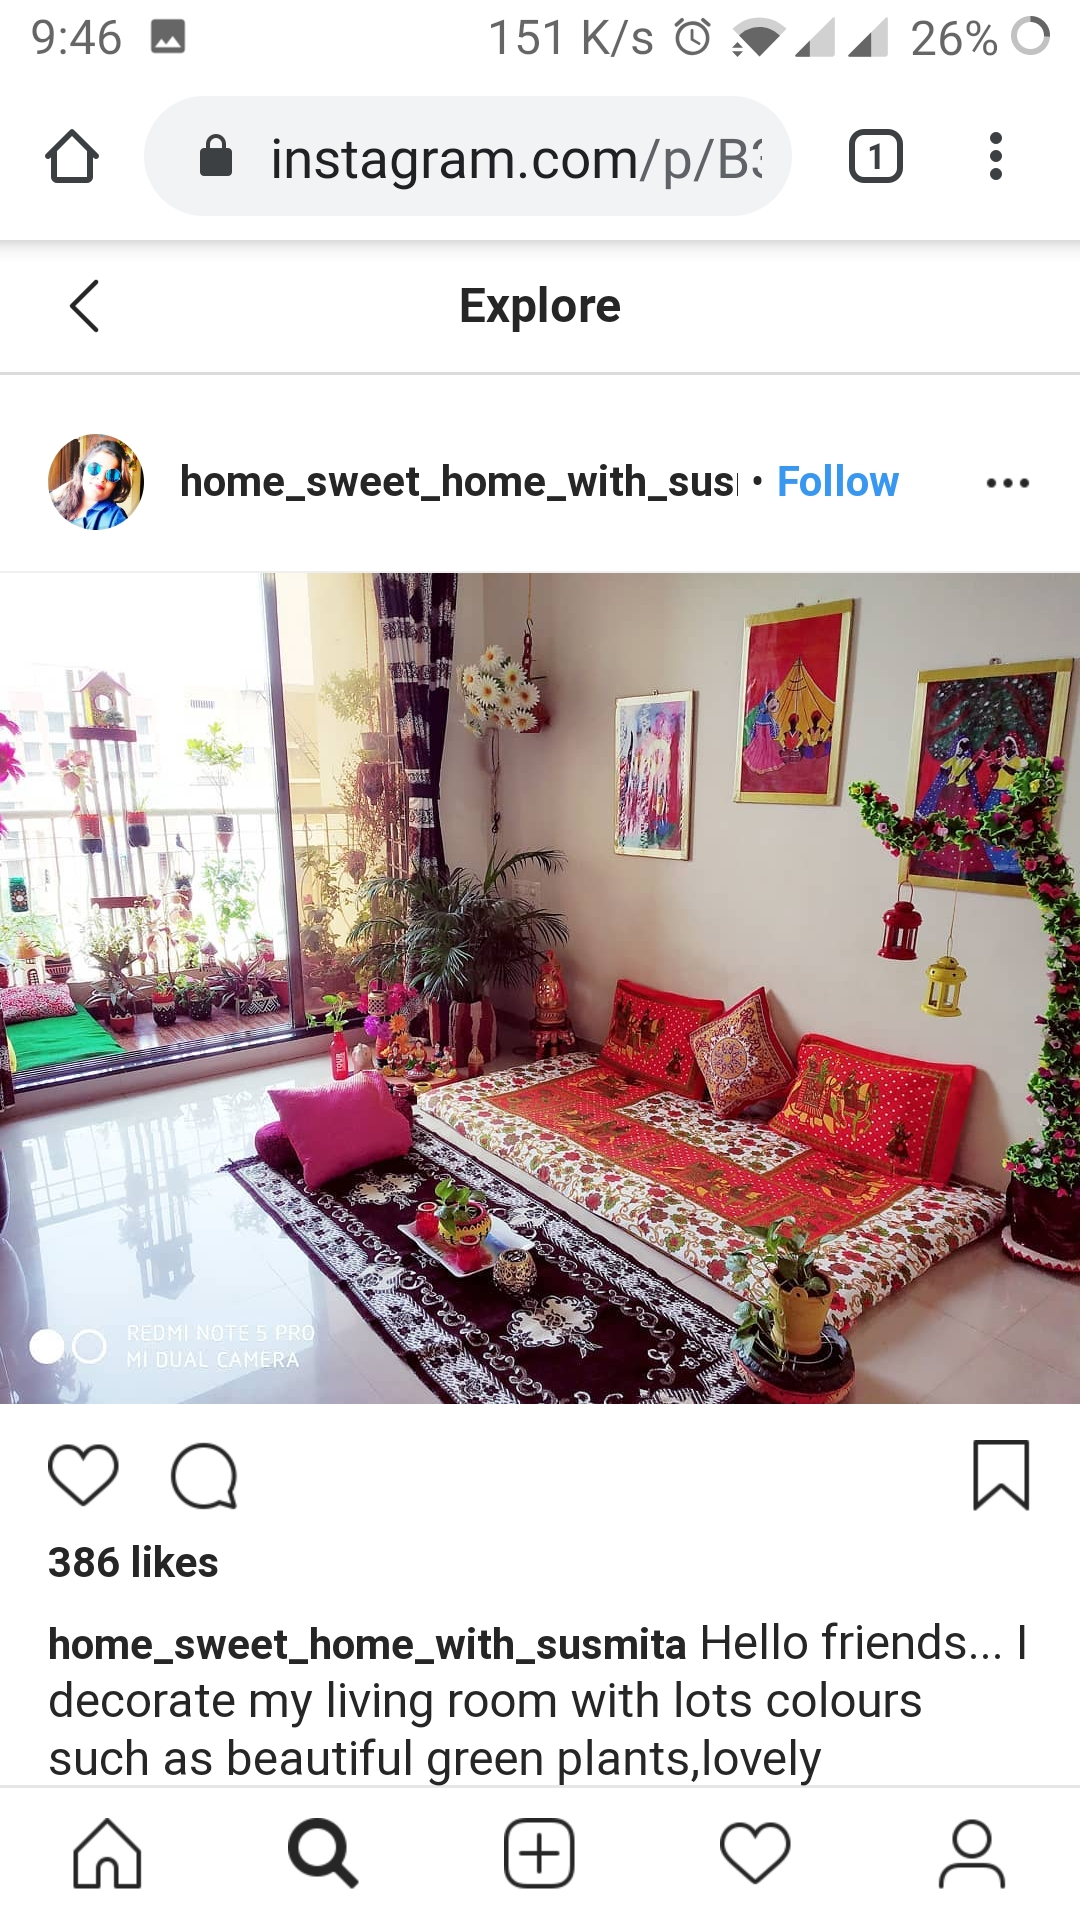 9:46 151 K/s 26%
instagram.com/p/B
1
Explore
home_sweet_home_with_sus • Follow
REDMI NOTE 5 PRO
MI DUAL CAMERA
386 likes
home_sweet_home_with_susmita Hello friends... I
decorate my living room with lots colours
such as beautiful green plants,lovely